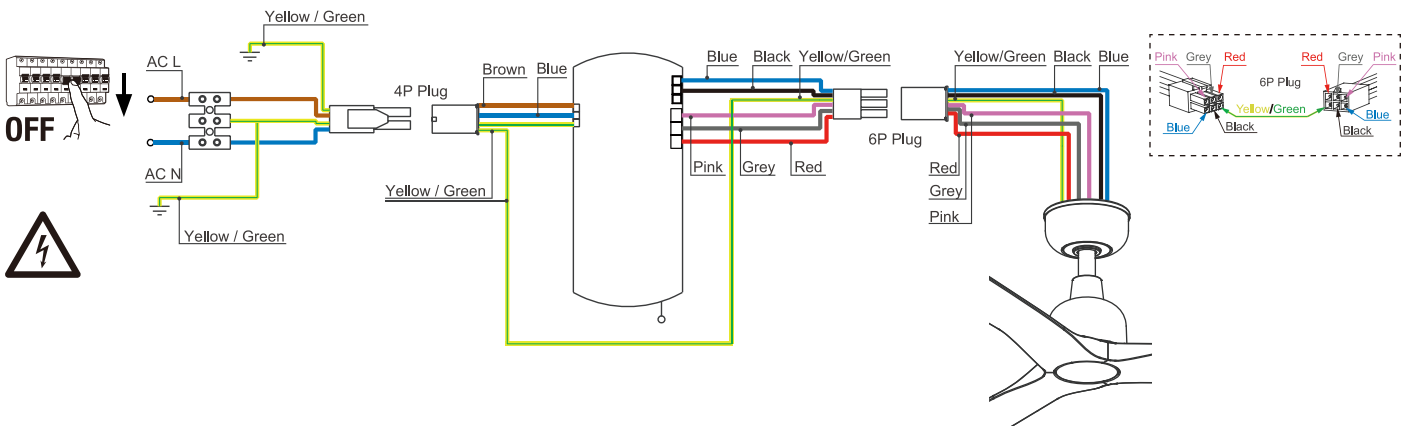 Yellow / Green
AC L
OFF
AC N
Yellow / Green
4P Plug
Brown
Blue
Yellow / Green
Blue
Black
Yellow/Green
Pink
Grey
Red
6P Plug
Yellow/Green
Black
Blue
Red
Grey
Pink
Pink
Grey
Red
Red
Grey
Pink
6P Plug
Yellow/Green
Blue
Black
Black
Blue